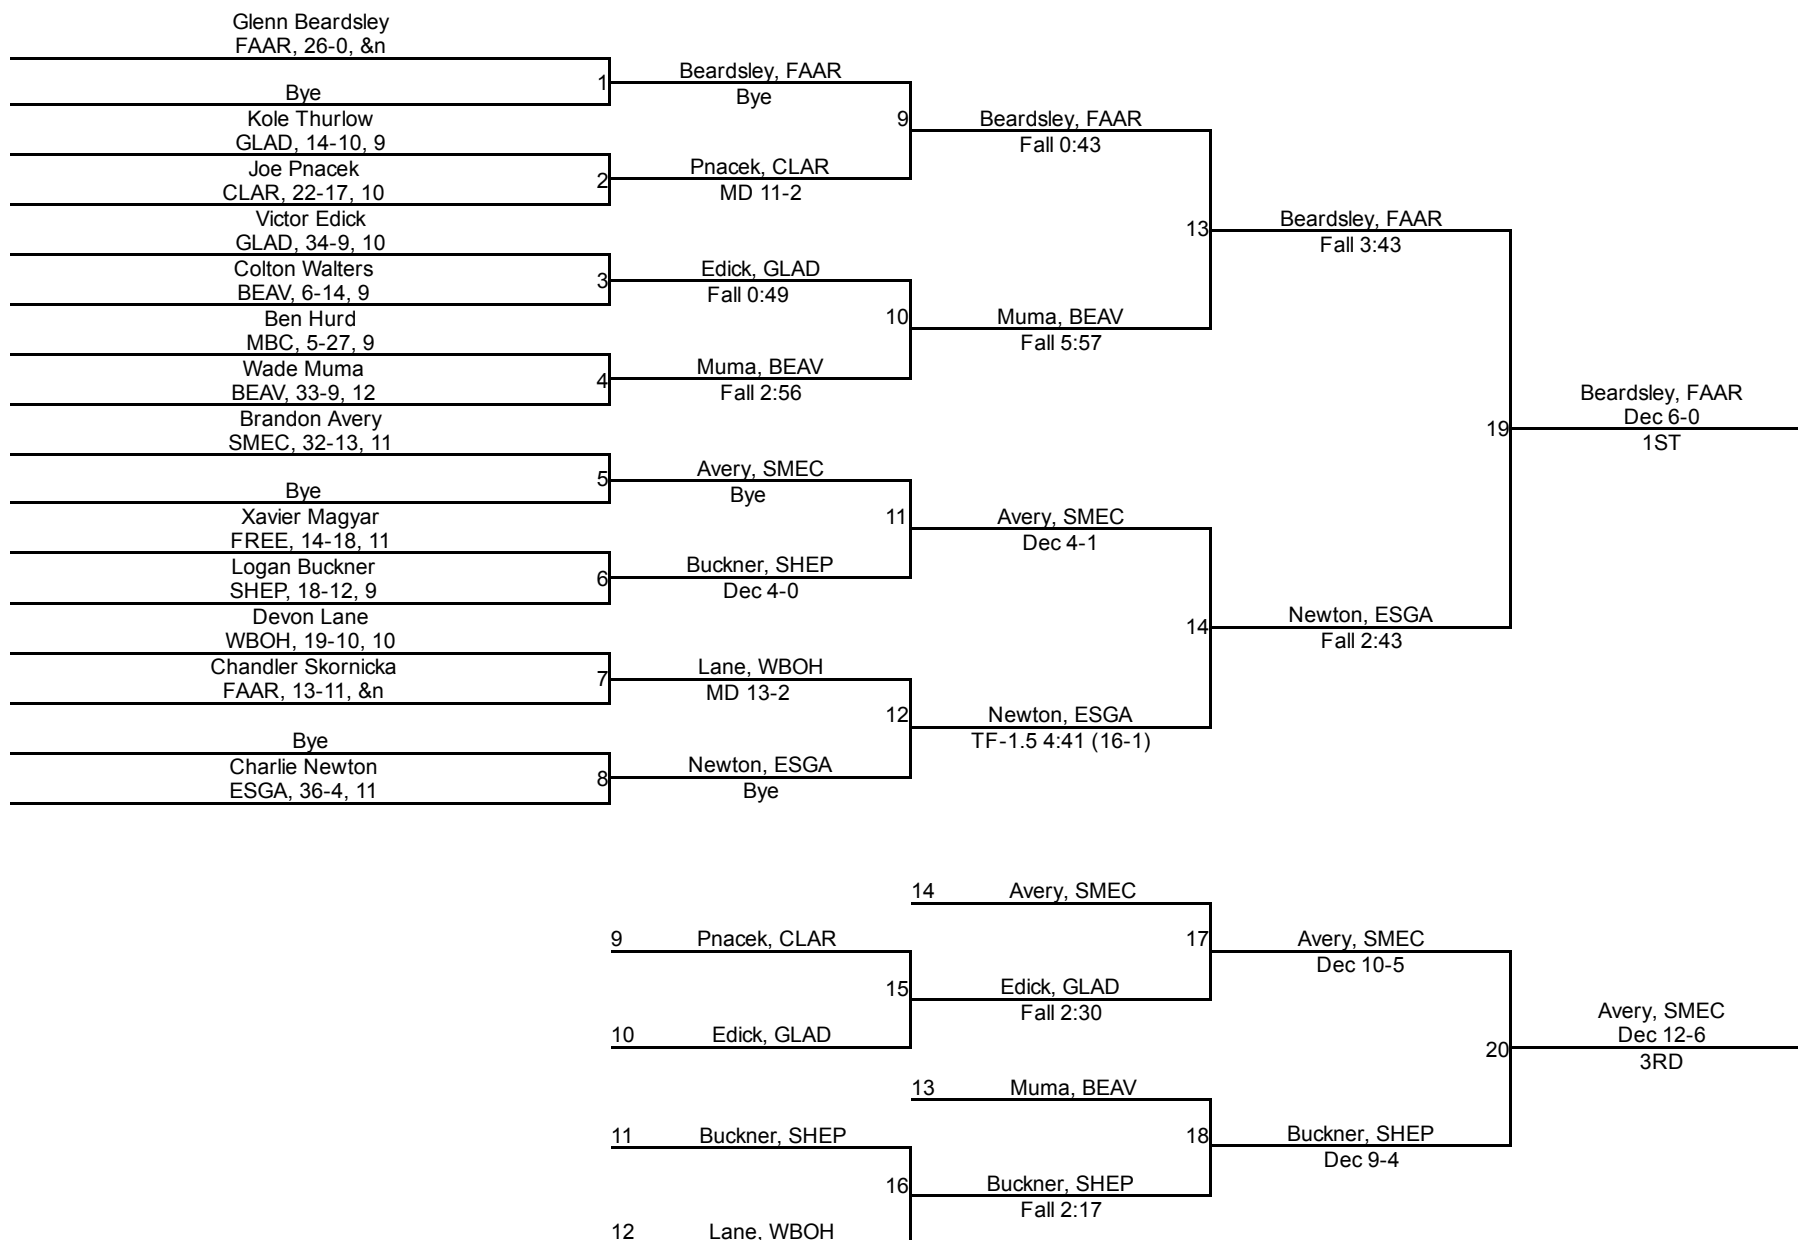 Glenn Beardsley
FAAR, 26-0, &n
Bye
1
Kole Thurlow
GLAD, 14-10, 9
Joe Pnacek
CLAR, 22-17, 10
2
Victor Edick
GLAD, 34-9, 10
Colton Walters
BEAV, 6-14, 9
3
Ben Hurd
MBC, 5-27, 9
Wade Muma
BEAV, 33-9, 12
4
Brandon Avery
SMEC, 32-13, 11
Bye
5
Xavier Magyar
FREE, 14-18, 11
Logan Buckner
SHEP, 18-12, 9
6
Devon Lane
WBOH, 19-10, 10
Chandler Skornicka
FAAR, 13-11, &n
7
Bye
Charlie Newton
ESGA, 36-4, 11
8
Beardsley, FAAR
Bye
9
Pnacek, CLAR
MD 11-2
Edick, GLAD
Fall 0:49
10
Muma, BEAV
Fall 2:56
Avery, SMEC
Bye
11
Buckner, SHEP
Dec 4-0
Lane, WBOH
MD 13-2
12
Newton, ESGA
Bye
Beardsley, FAAR
Fall 0:43
13
Muma, BEAV
Fall 5:57
Avery, SMEC
Dec 4-1
14
Newton, ESGA
TF-1.5 4:41 (16-1)
Beardsley, FAAR
Fall 3:43
19
Newton, ESGA
Fall 2:43
Beardsley, FAAR
Dec 6-0
1ST
14 Avery, SMEC
9 Pnacek, CLAR
17
15
Edick, GLAD
Fall 2:30
10 Edick, GLAD
Avery, SMEC
Dec 10-5
13 Muma, BEAV
11 Buckner, SHEP
18
16
Buckner, SHEP
Fall 2:17
12 Lane, WBOH
Buckner, SHEP
Dec 9-4
20
Avery, SMEC
Dec 12-6
3RD